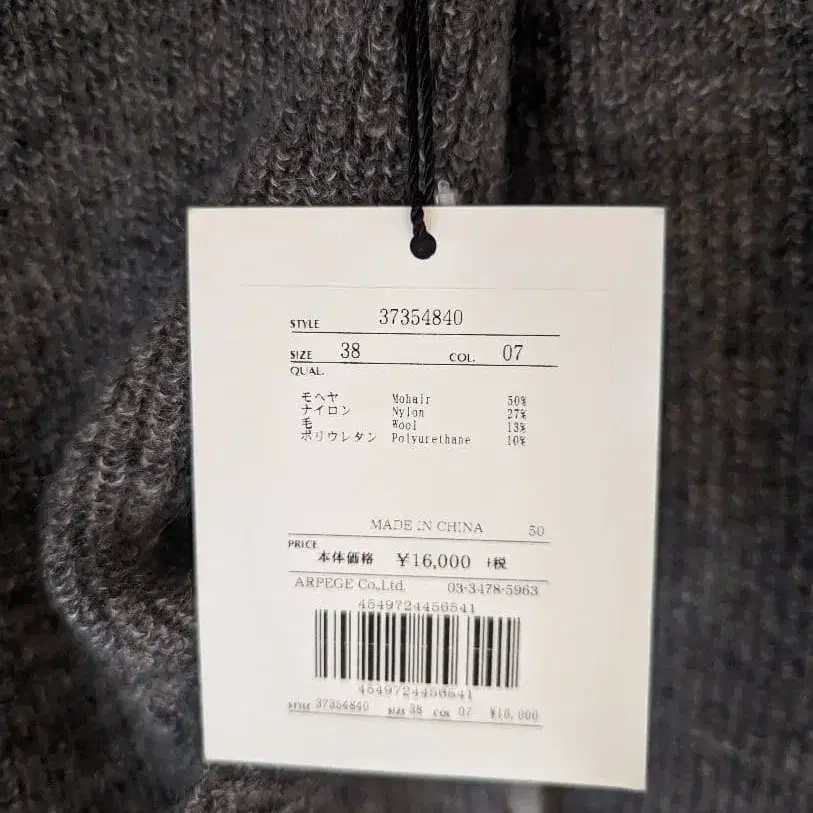 STYLE 37354840
SIZE 38 COL. 07
QUAL.
モヘヤ Mohair 50%
ナイロン Nylon 27%
毛 Wool 13%
ポリウレタン Polyurethane 10%
MADE IN CHINA 50
PRICE
本体価格 ¥16,000 +税
ARPEGE Co.,Ltd. 03-3478-5963
4549724456541
4549724456541
STYLE 37354840 SIZE 38 COL 07 ¥16,000